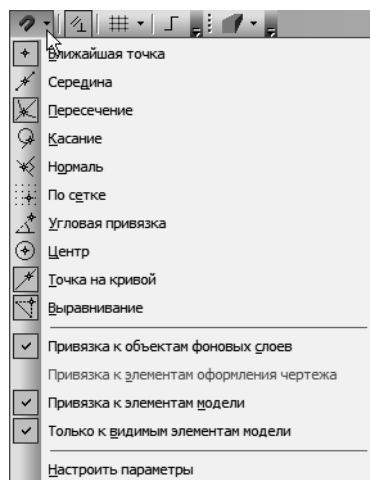 Ближайшая точка
Середина
Пересечение
Касание
Нормаль
По сетке
Угловая привязка
Центр
Точка на кривой
Выравнивание
Привязка к объектам фоновых слоев
Привязка к элементам оформления чертежа
Привязка к элементам модели
Только к видимым элементам модели
Настроить параметры